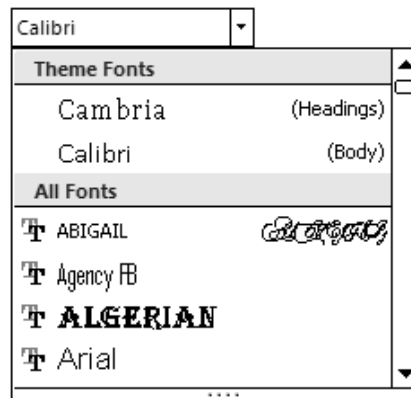 Calibri
Theme Fonts
Cambria (Headings)
Calibri (Body)
All Fonts
ABIGAIL
Agency FB
ALGERIAN
Arial